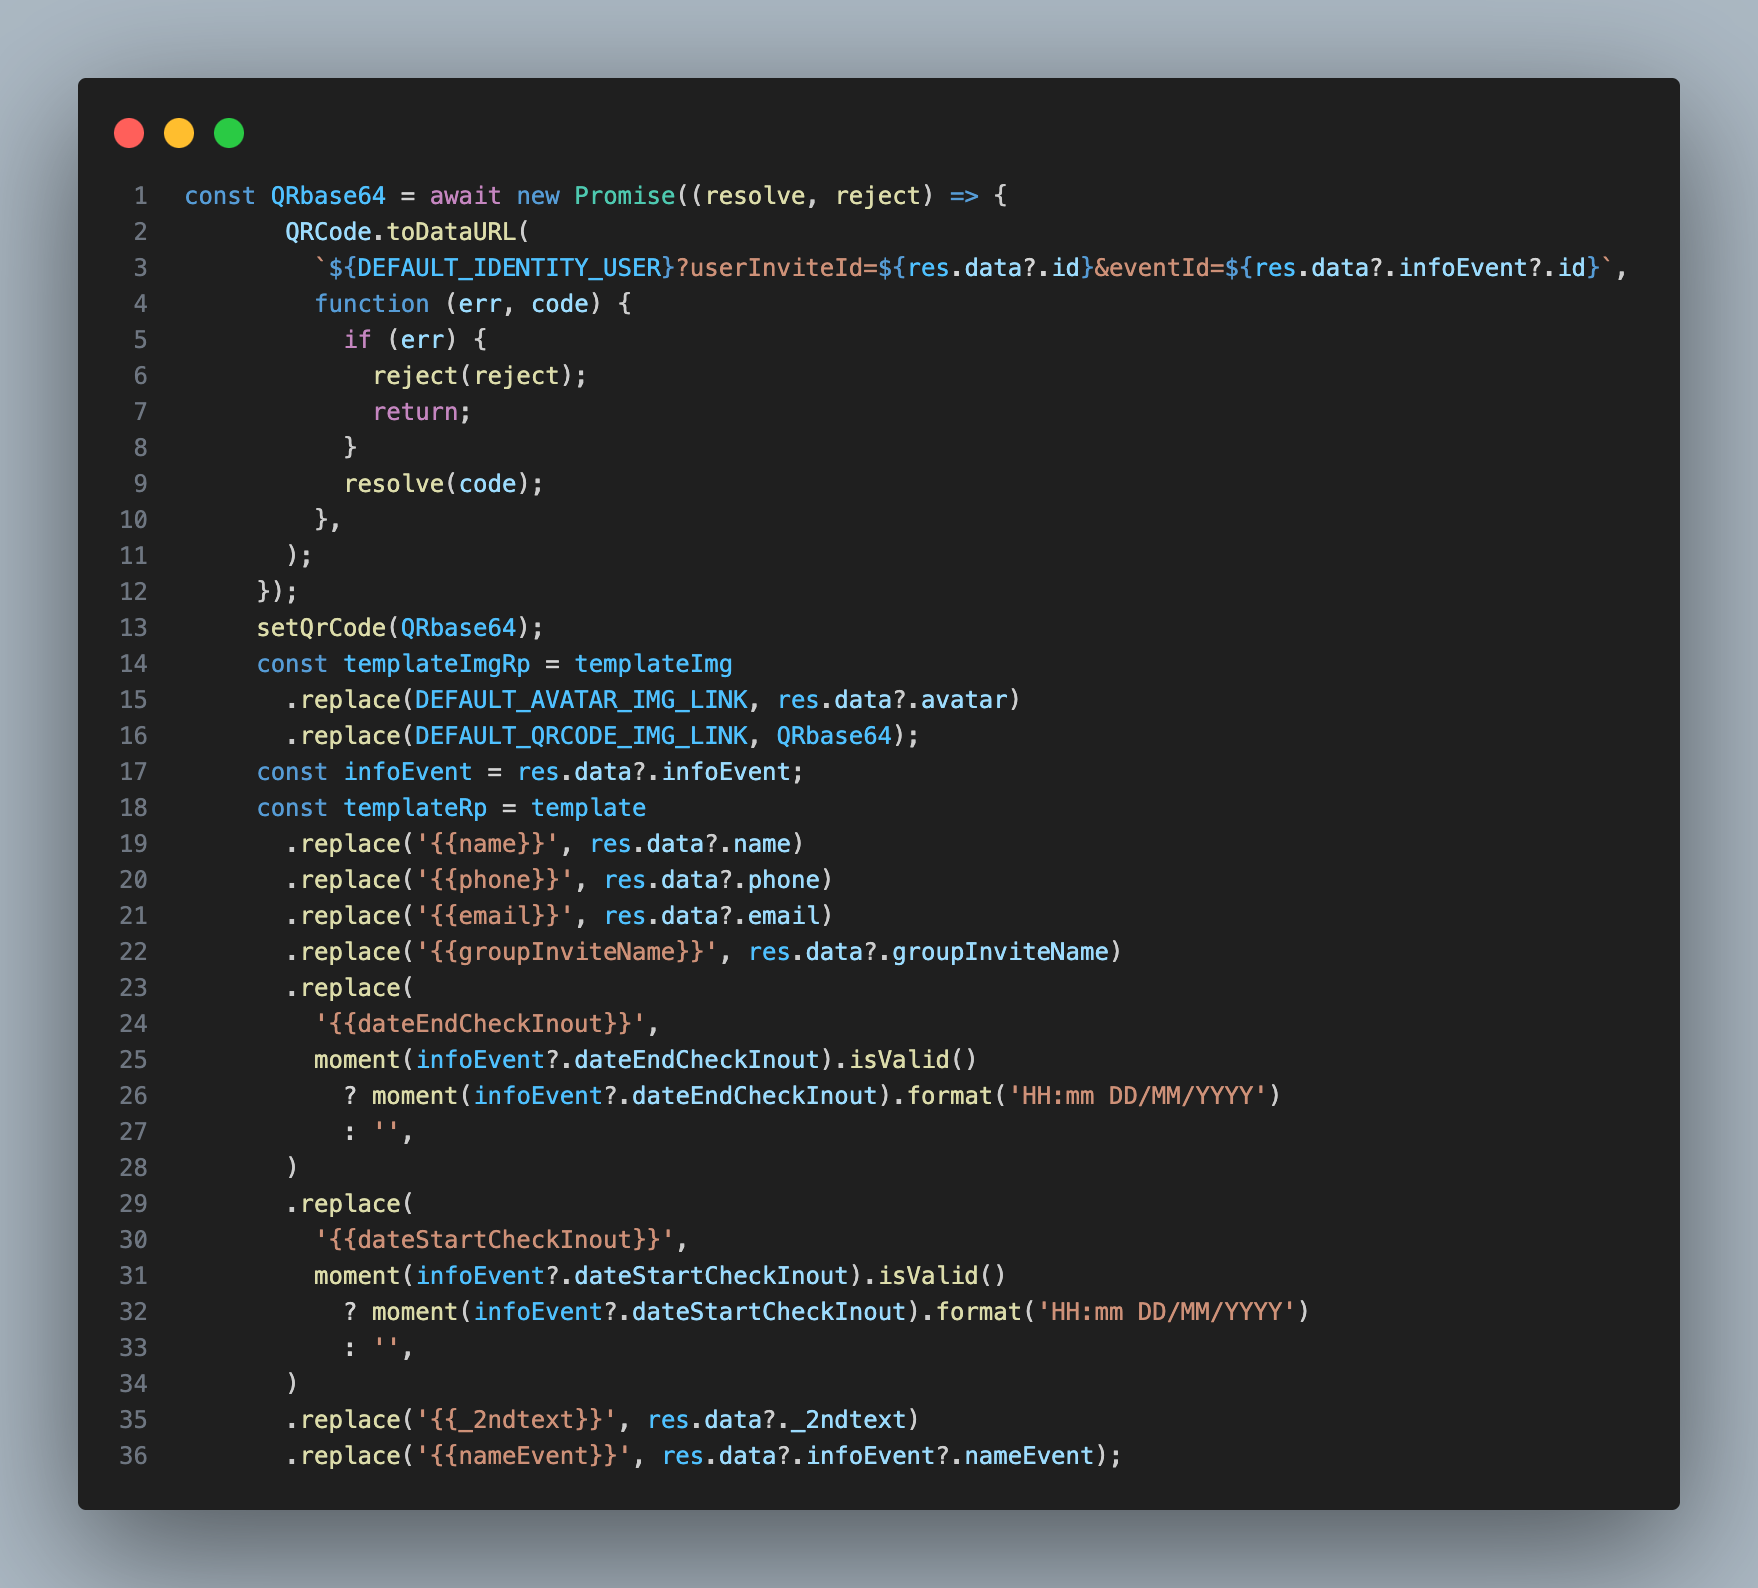 1 const QRbase64 = await new Promise((resolve, reject) => {
2 QRCode.toDataURL(
3 `${DEFAULT_IDENTITY_USER}?userInviteId=${res.data?.id}&eventId=${res.data?.infoEvent?.id}`,
4 function (err, code) {
5 if (err) {
6 reject(reject);
7 return;
8 }
9 resolve(code);
10 },
11 );
12 });
13 setQrCode(QRbase64);
14 const templateImgRp = templateImg
15 .replace(DEFAULT_AVATAR_IMG_LINK, res.data?.avatar)
16 .replace(DEFAULT_QRCODE_IMG_LINK, QRbase64);
17 const infoEvent = res.data?.infoEvent;
18 const templateRp = template
19 .replace('{{name}}', res.data?.name)
20 .replace('{{phone}}', res.data?.phone)
21 .replace('{{email}}', res.data?.email)
22 .replace('{{groupInviteName}}', res.data?.groupInviteName)
23 .replace(
24 '{{dateEndCheckInout}}',
25 moment(infoEvent?.dateEndCheckInout).isValid()
26 ? moment(infoEvent?.dateEndCheckInout).format('HH:mm DD/MM/YYYY')
27 : '',
28 )
29 .replace(
30 '{{dateStartCheckInout}}',
31 moment(infoEvent?.dateStartCheckInout).isValid()
32 ? moment(infoEvent?.dateStartCheckInout).format('HH:mm DD/MM/YYYY')
33 : '',
34 )
35 .replace('{{_2ndtext}}', res.data?._2ndtext)
36 .replace('{{nameEvent}}', res.data?.infoEvent?.nameEvent);